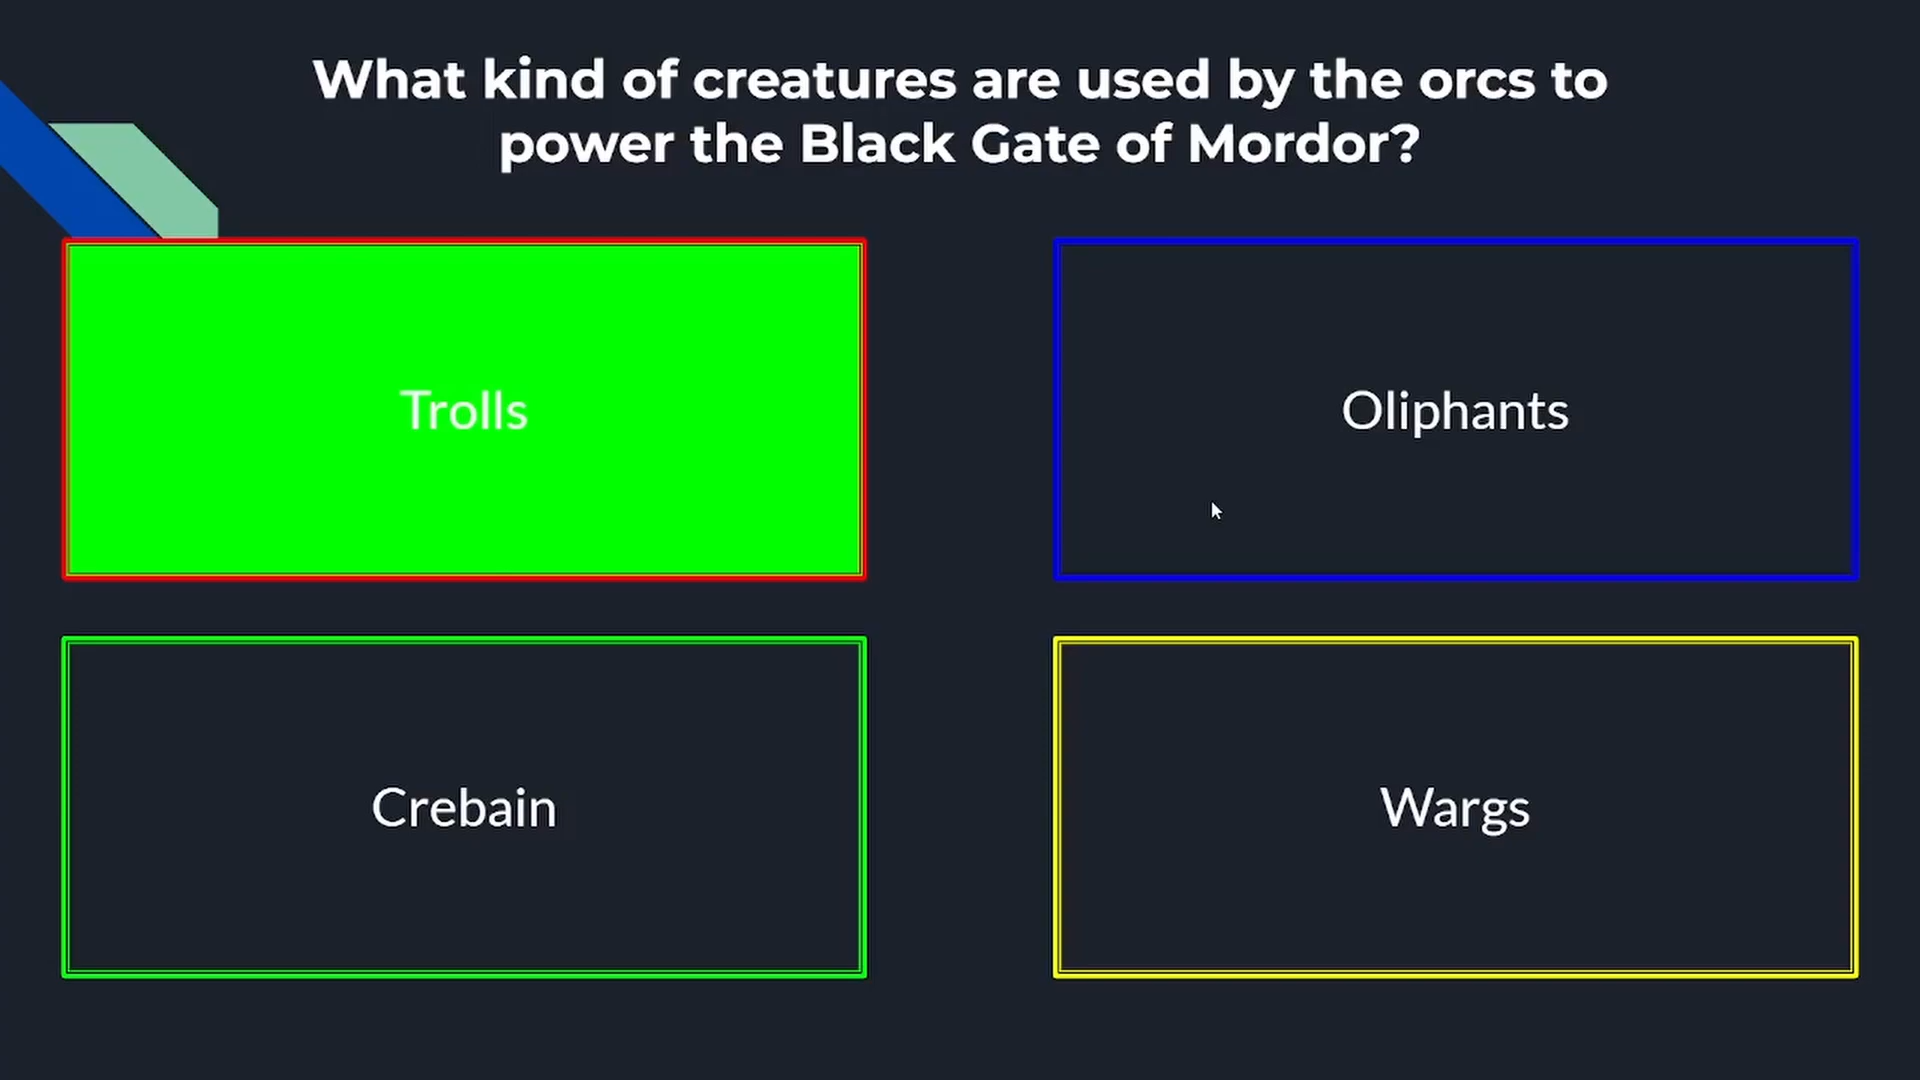 What kind of creatures are used by the orcs to
power the Black Gate of Mordor?
Trolls
Oliphants
Crebain
Wargs